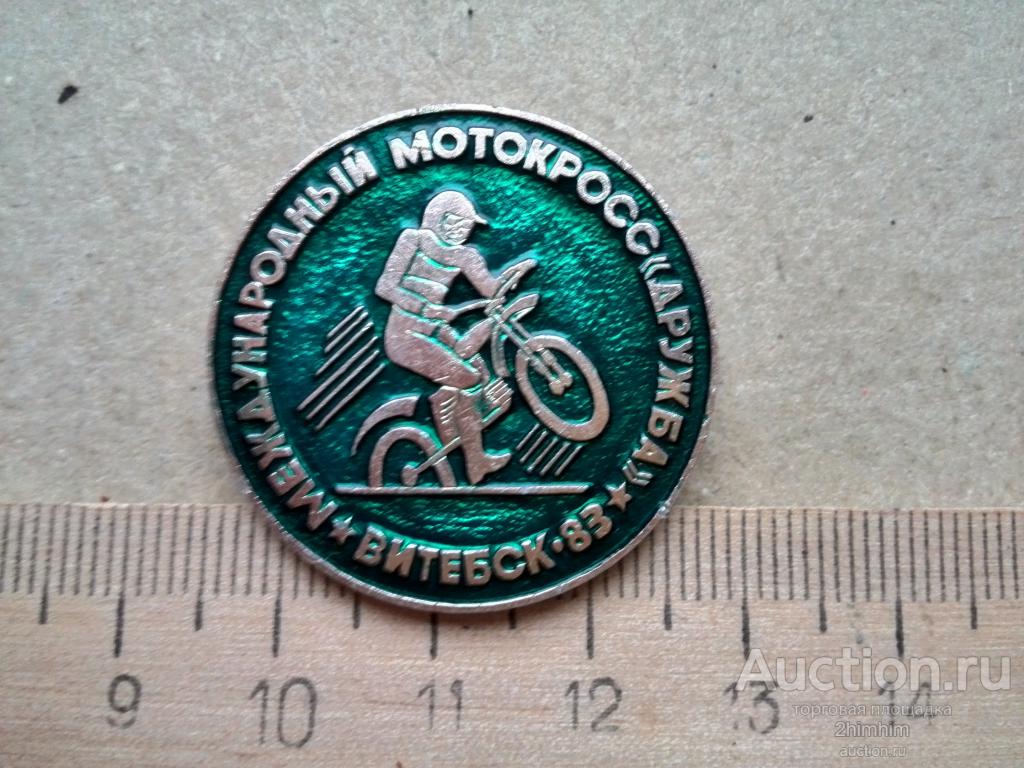 МЕЖДУНАРОДНЫЙ МОТОКРОСС «ДРУЖБА»
★ ВИТЕБСК·83 ★
9 10 11 12 13 14
Auction.ru
торговая площадка
2himhim
auction.ru